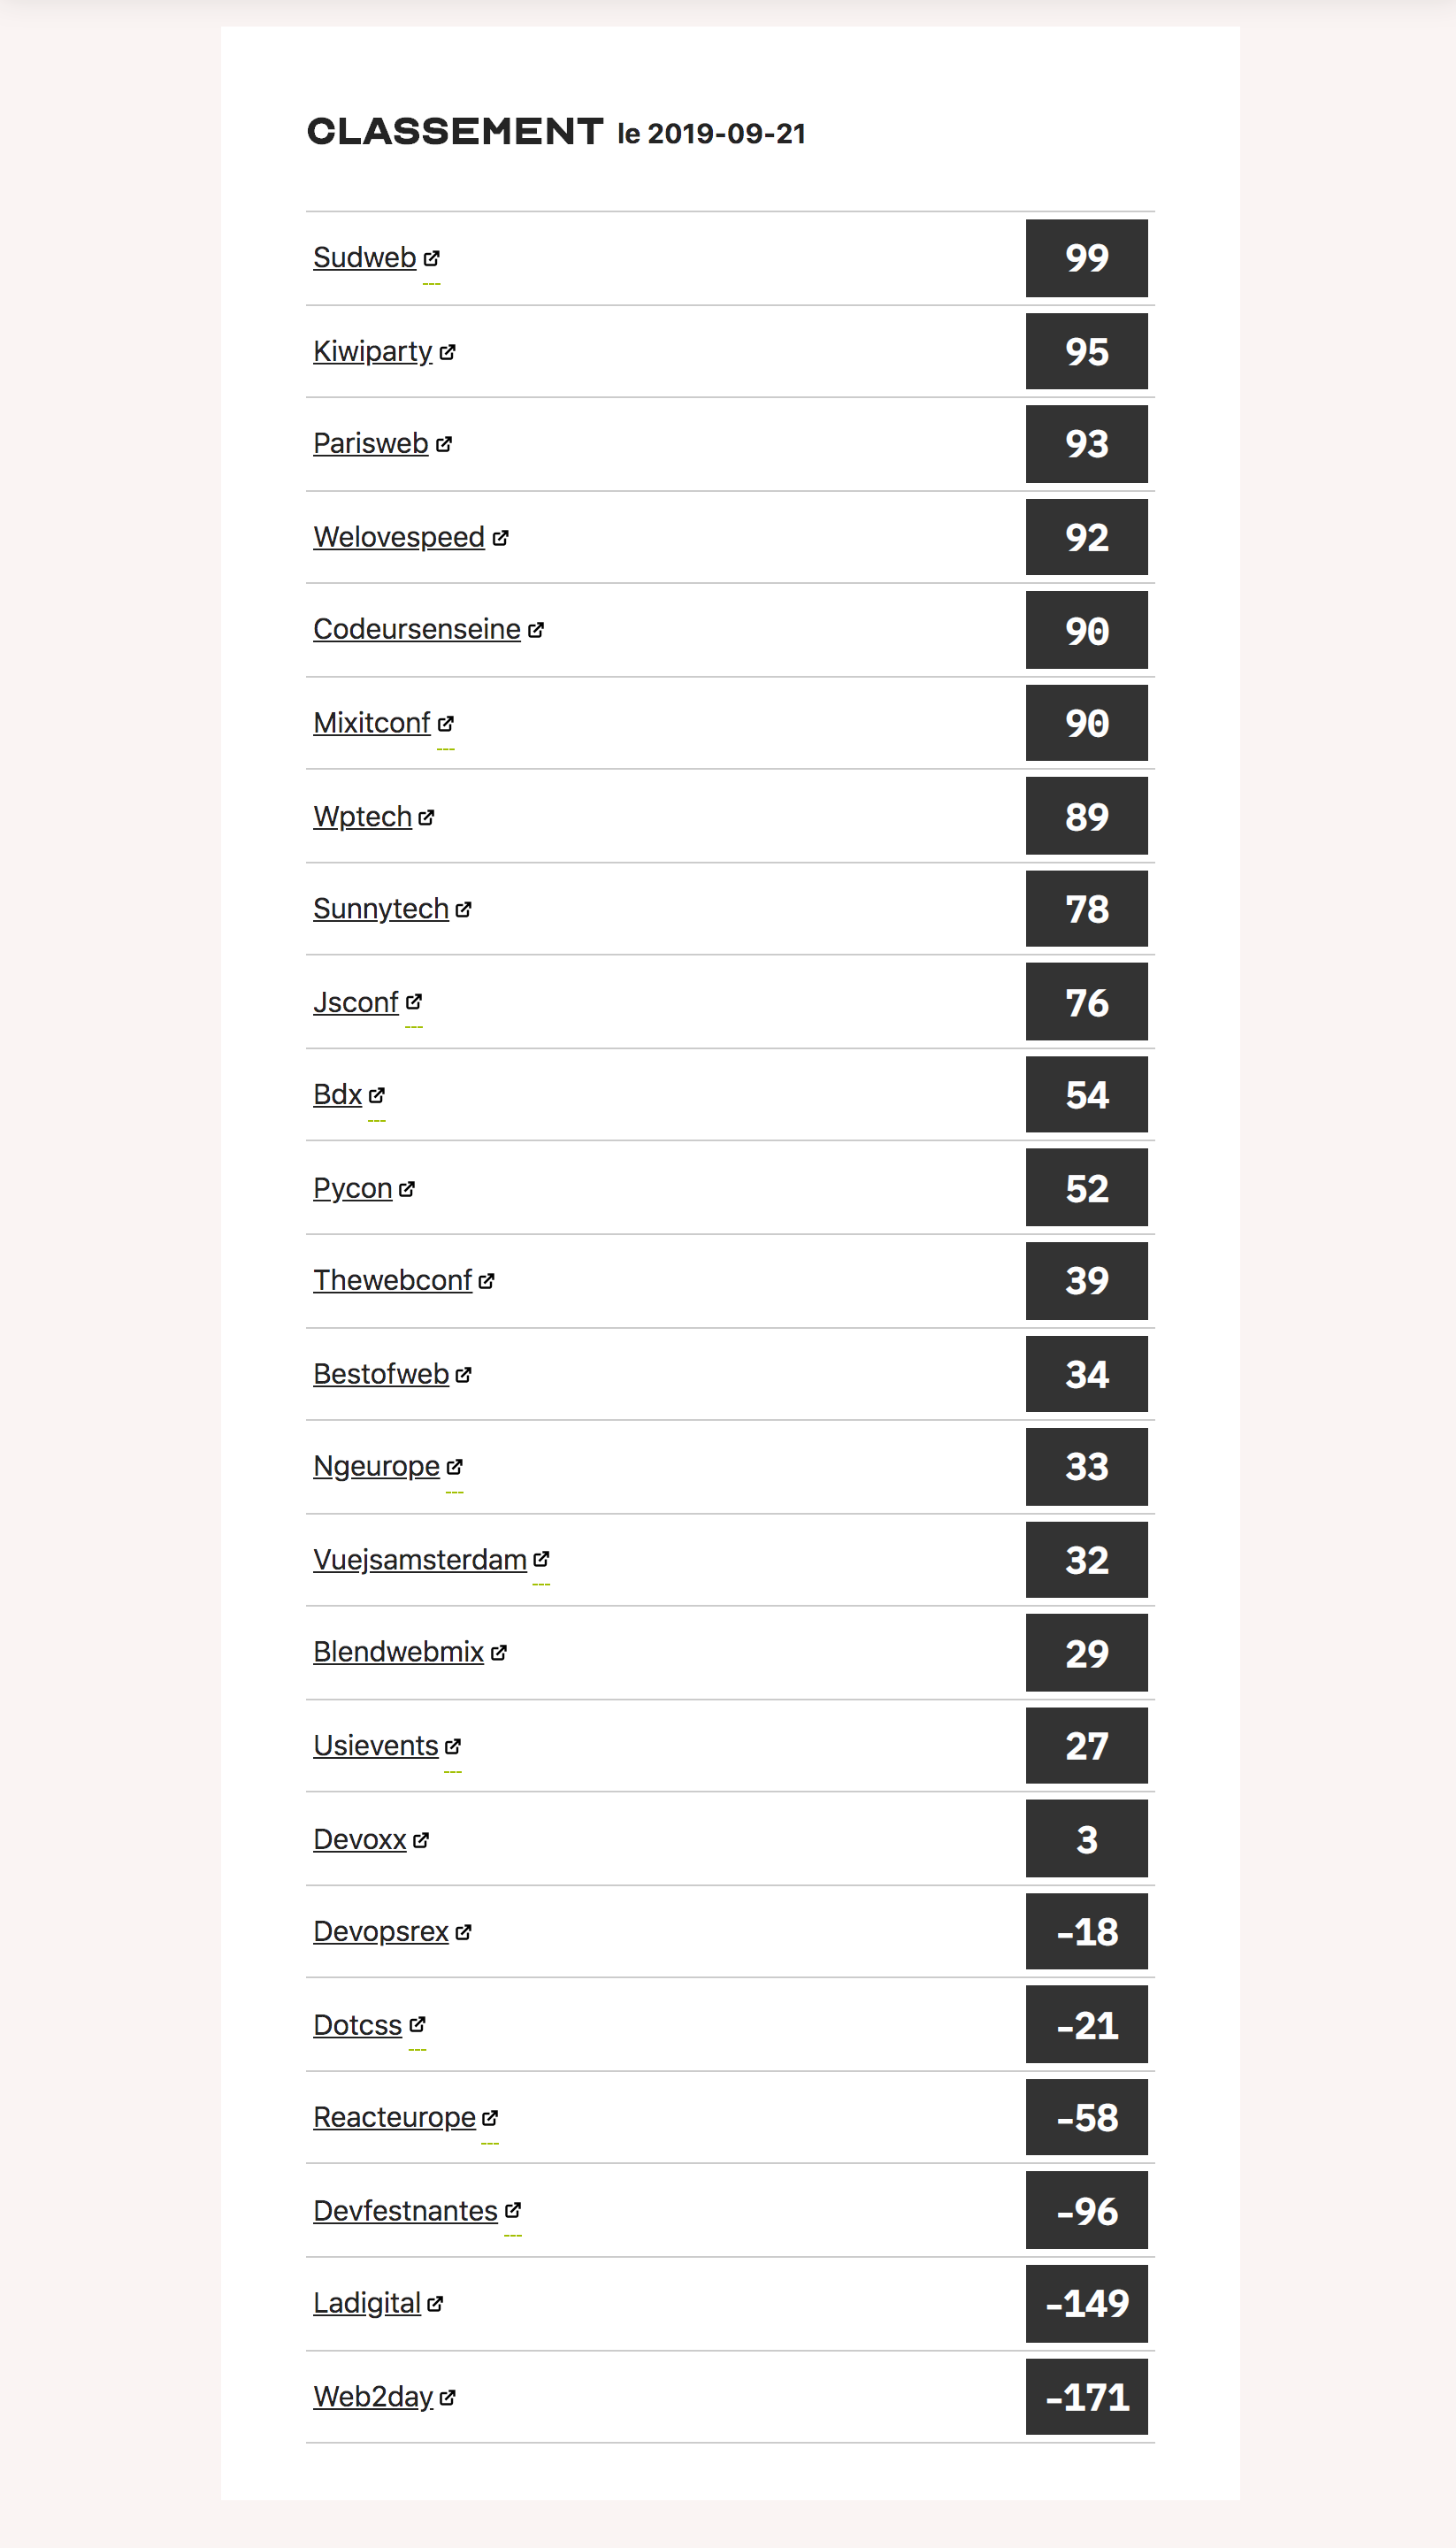 CLASSEMENT le 2019-09-21
Sudweb 99
Kiwiparty 95
Parisweb 93
Welovespeed 92
Codeursenseine 90
Mixitconf 90
Wptech 89
Sunnytech 78
Jsconf 76
Bdx 54
Pycon 52
Thewebconf 39
Bestofweb 34
Ngeurope 33
Vuejsamsterdam 32
Blendwebmix 29
Usievents 27
Devoxx 3
Devopsrex -18
Dotcss -21
Reacteurope -58
Devfestnantes -96
Ladigital -149
Web2day -171